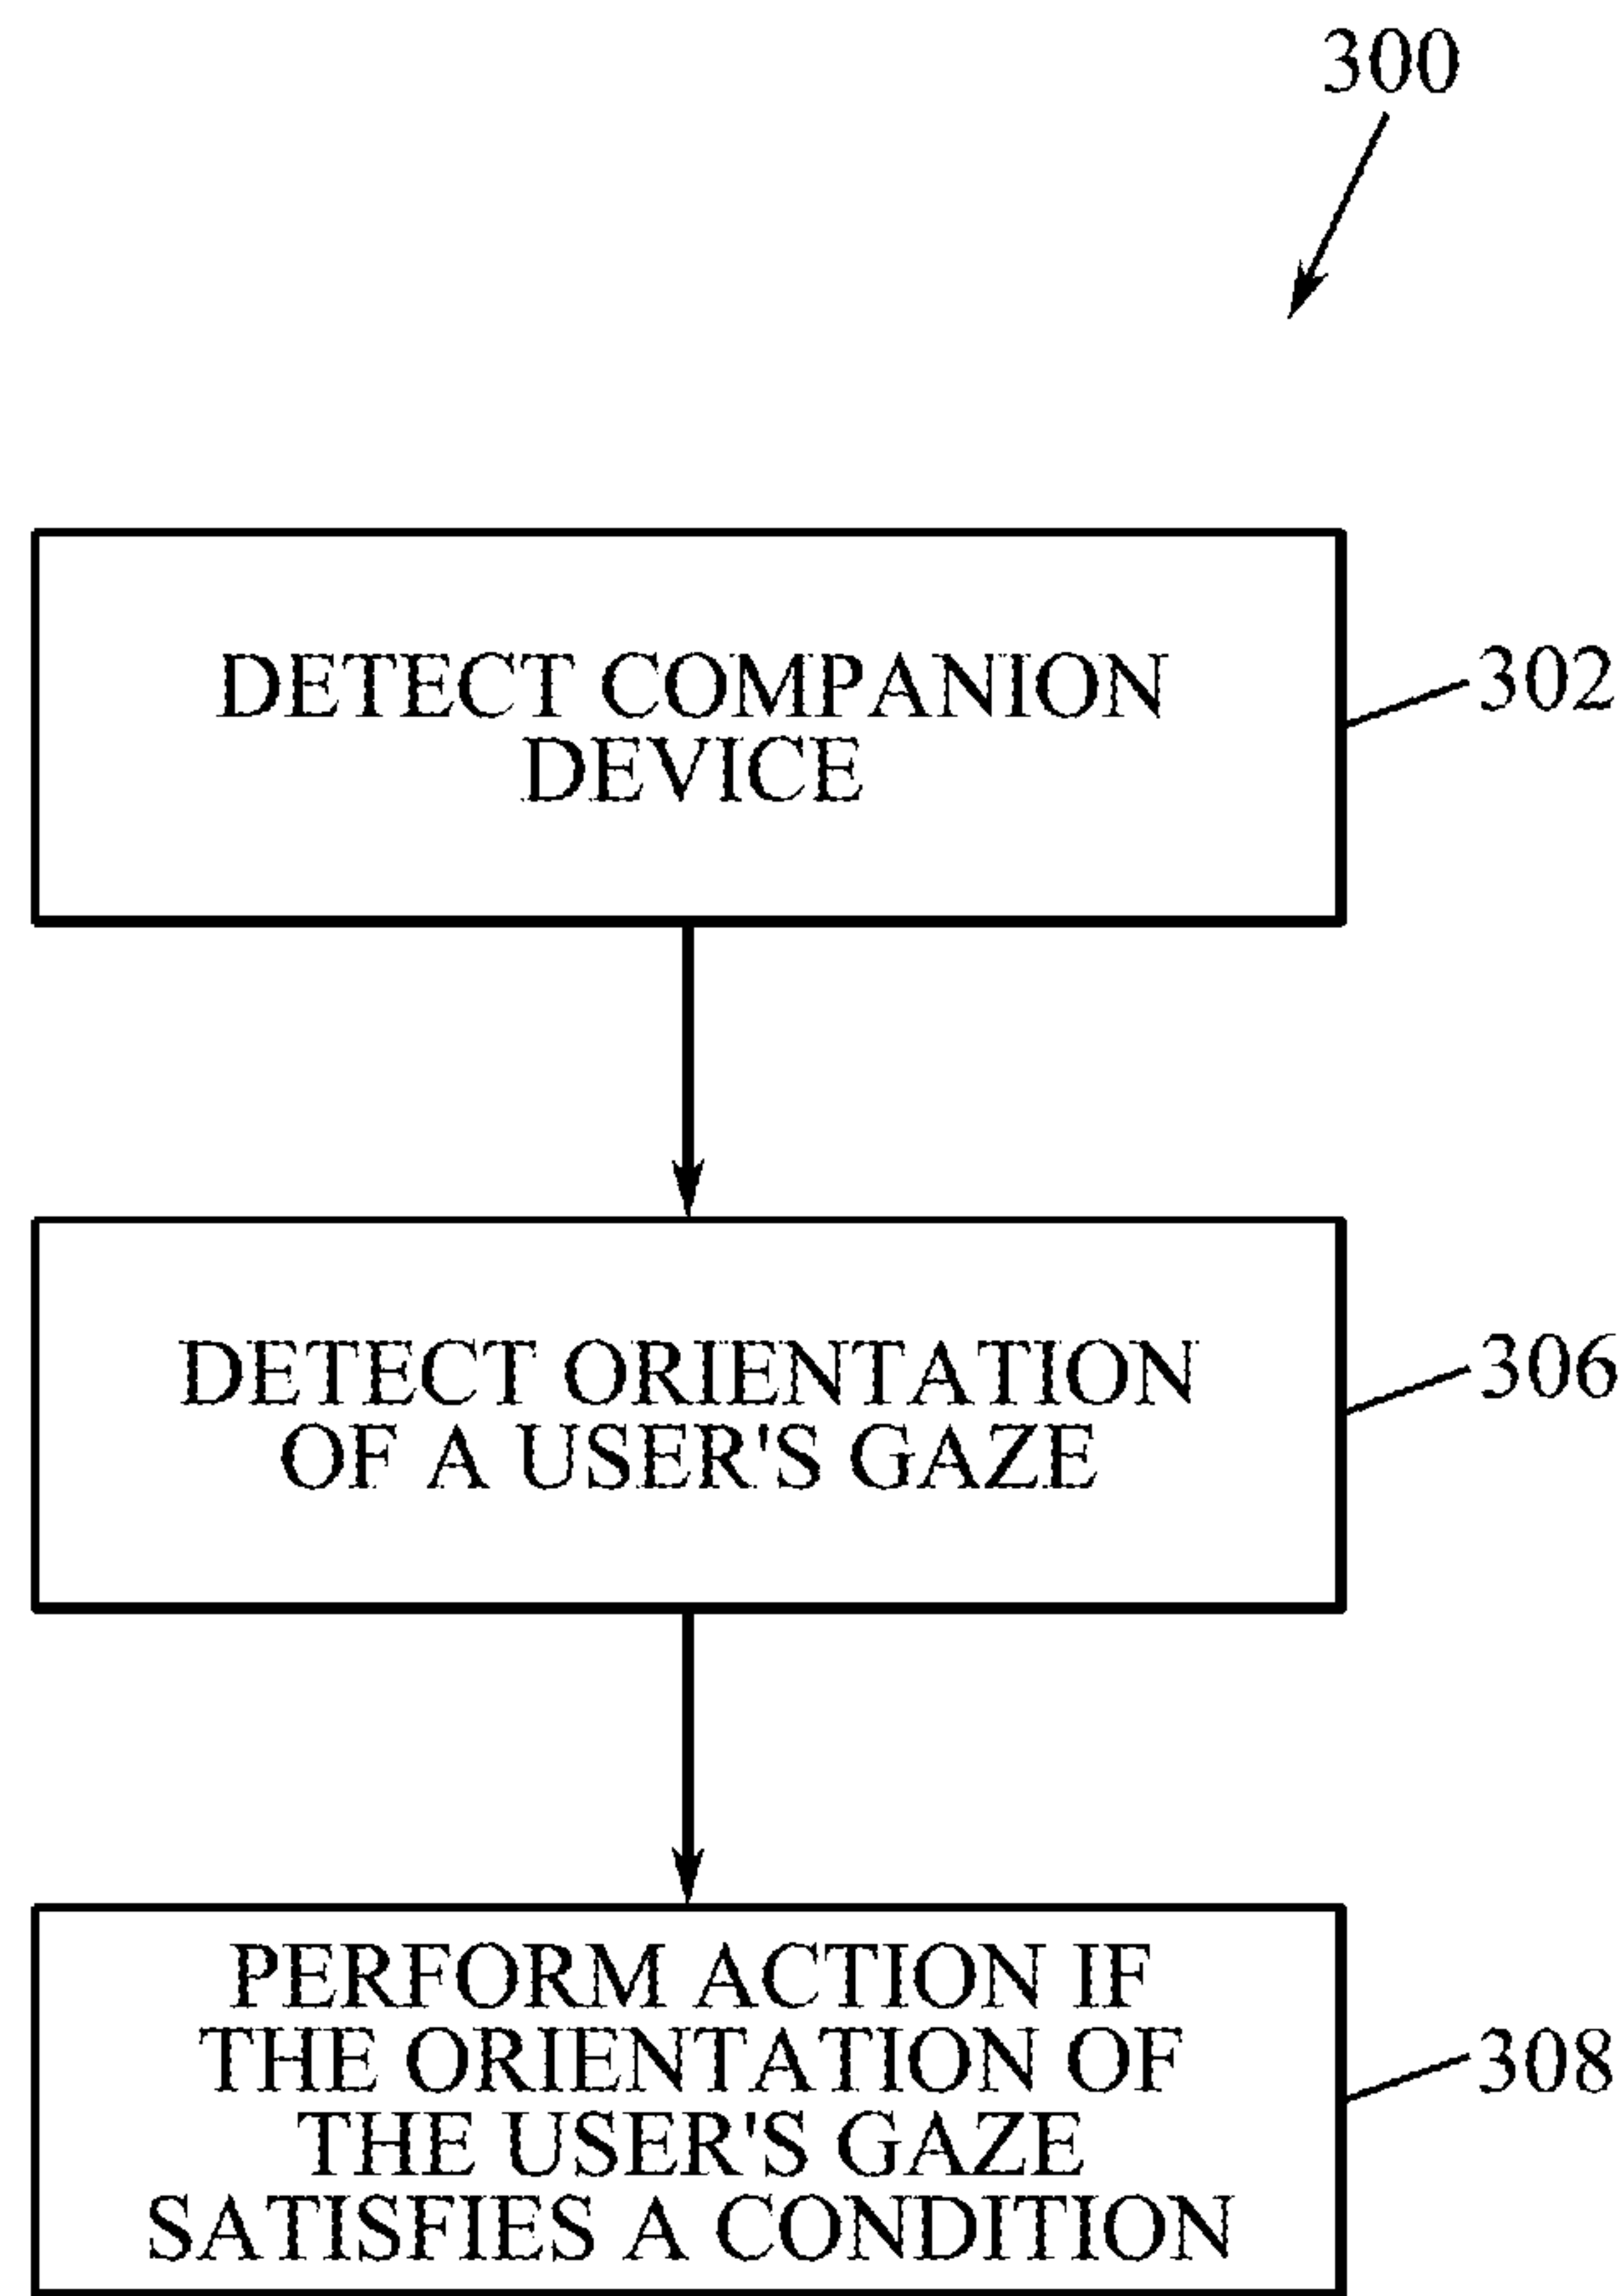 300
DETECT COMPANION
DEVICE
302
DETECT ORIENTATION
OF A USER'S GAZE
306
PERFORM ACTION IF
THE ORIENTATION OF
THE USER'S GAZE
SATISFIES A CONDITION
308